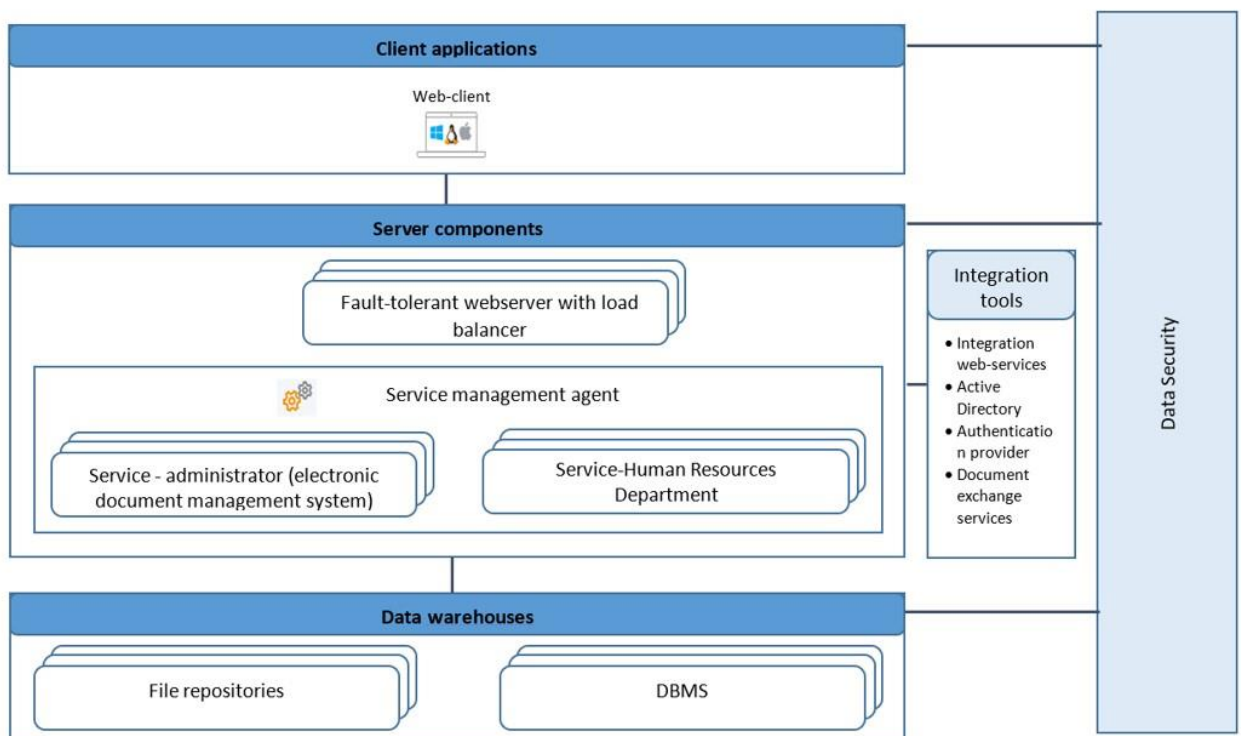 Client applications
Web-client
Server components
Fault-tolerant webserver with load
balancer
Service management agent
Service - administrator (electronic
document management system)
Service-Human Resources
Department
Integration
tools
• Integration
web-services
• Active
Directory
• Authenticatio
n provider
• Document
exchange
services
Data warehouses
File repositories
DBMS
Data Security